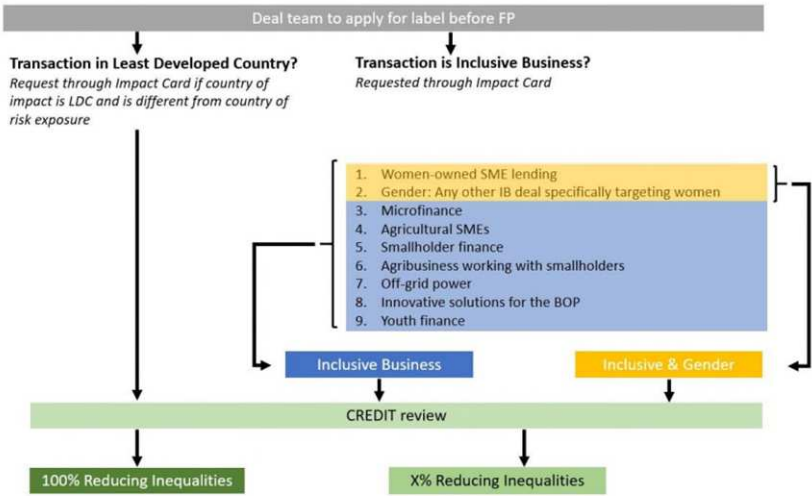 Deal team to apply for label before FP
Transaction in Least Developed Country?
Request through Impact Card if country of
impact is LDC and is different from country of
risk exposure
Transaction is Inclusive Business?
Requested through Impact Card
1. Women-owned SME lending
2. Gender: Any other IB deal specifically targeting women
3. Microfinance
4. Agricultural SMEs
5. Smallholder finance
6. Agribusiness working with smallholders
7. Off-grid power
8. Innovative solutions for the BOP
9. Youth finance
Inclusive Business
Inclusive & Gender
CREDIT review
100% Reducing Inequalities
X% Reducing Inequalities